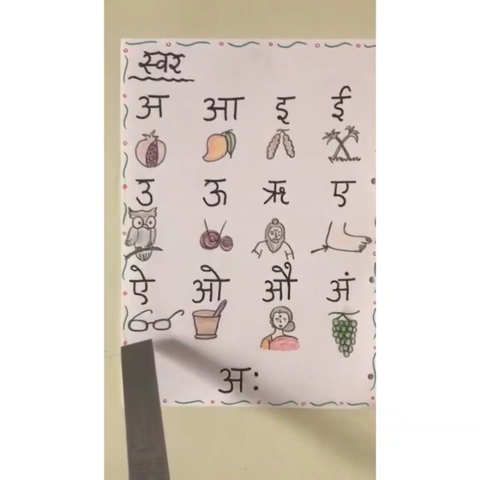 स्वर
अ आ इ ई
उ ऊ ऋ ए
ऐ ओ औ अं
अः